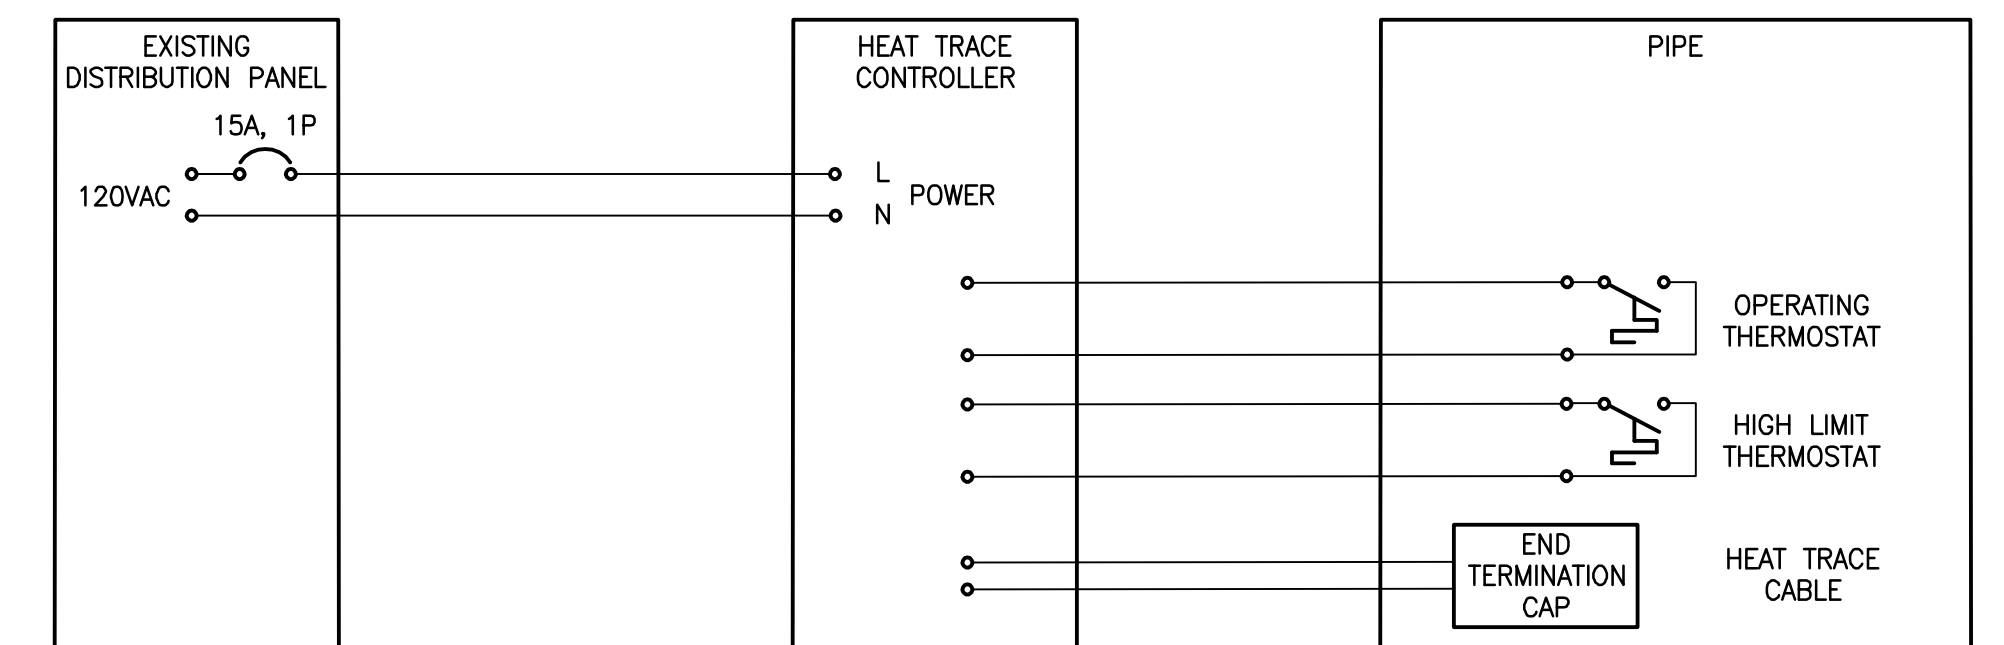 EXISTING
DISTRIBUTION PANEL
15A, 1P
120VAC
HEAT TRACE
CONTROLLER
L
POWER
N
PIPE
OPERATING
THERMOSTAT
HIGH LIMIT
THERMOSTAT
END
TERMINATION
CAP
HEAT TRACE
CABLE